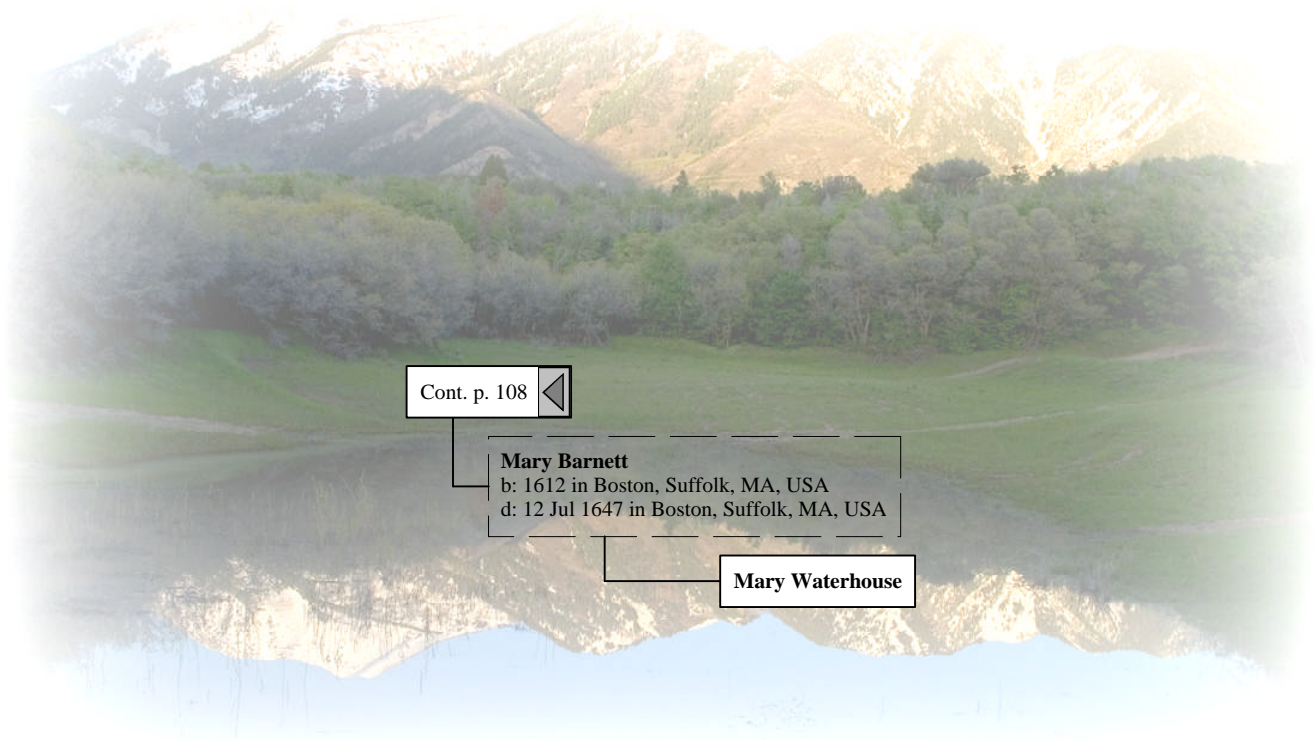 Cont. p. 108
Mary Barnett
b: 1612 in Boston, Suffolk, MA, USA
d: 12 Jul 1647 in Boston, Suffolk, MA, USA
Mary Waterhouse